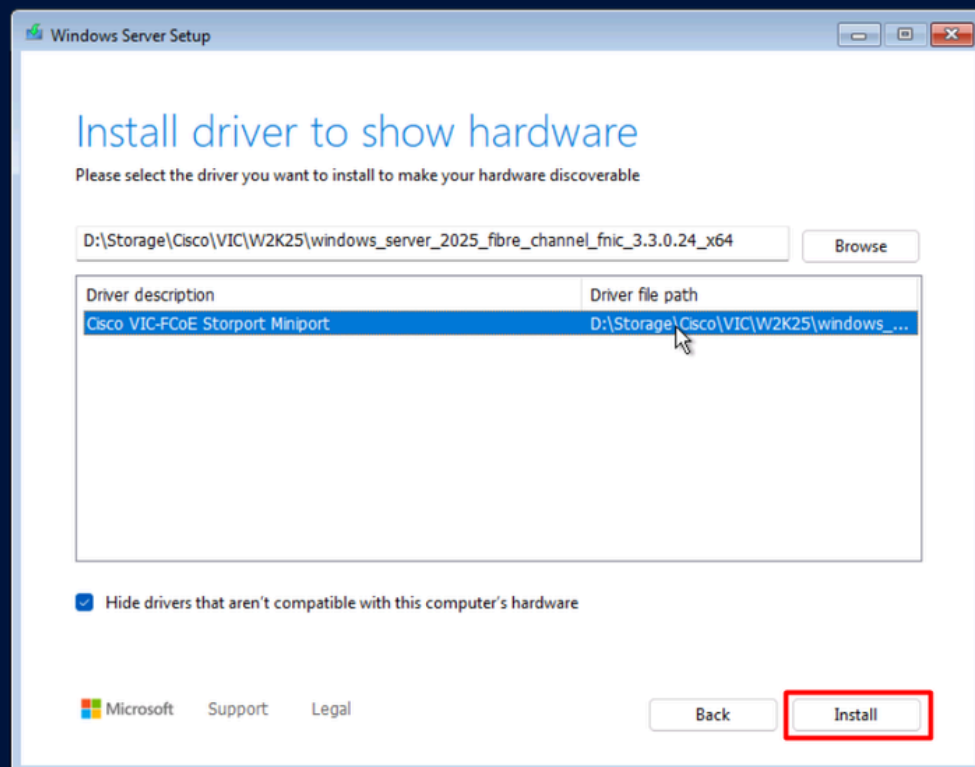 Windows Server Setup
Install driver to show hardware
Please select the driver you want to install to make your hardware discoverable
D:\Storage\Cisco\VIC\W2K25\windows_server_2025_fibre_channel_fnic_3.3.0.24_x64 Browse
Driver description Driver file path
Cisco VIC-FCoE Storport Miniport D:\Storage\Cisco\VIC\W2K25\windows_...
Hide drivers that aren't compatible with this computer's hardware
Microsoft Support Legal Back Install